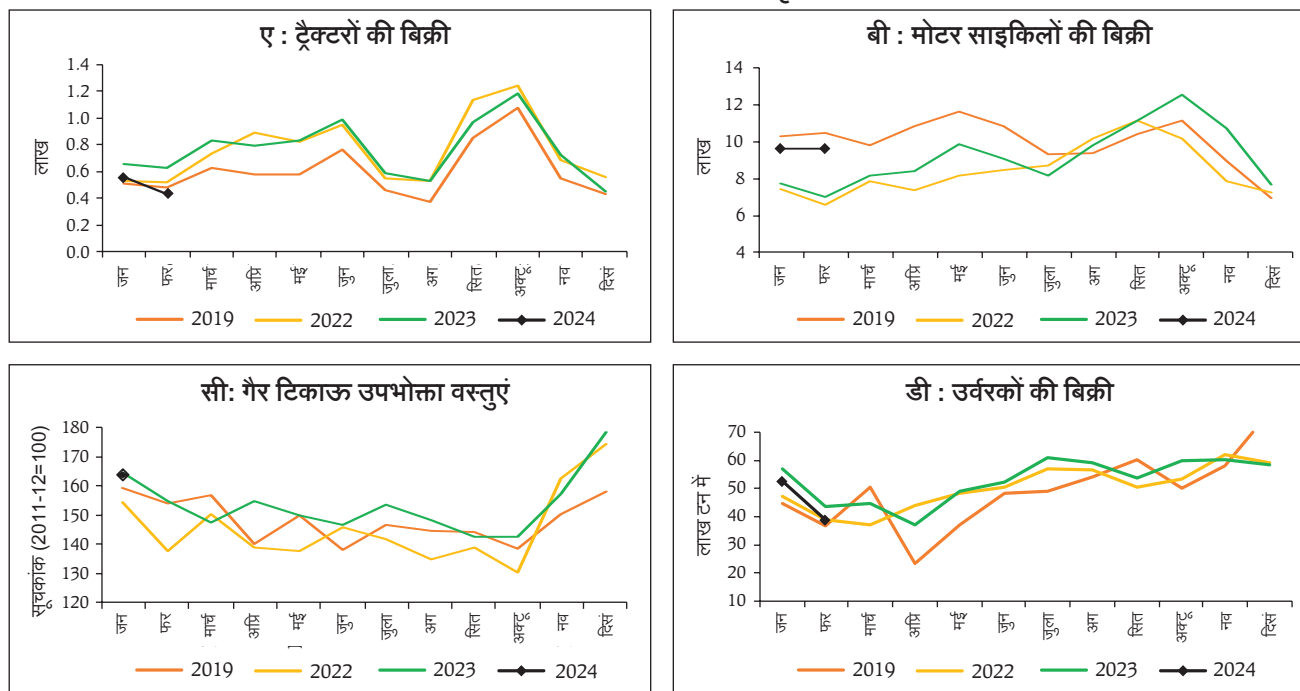 ए : ट्रैक्टरों की बिक्री
लाख
1.4
1.2
1.0
0.8
0.6
0.4
0.2
0.0
जन
फर
मार्च
अप्रि
मई
जुन
जुला
अग
सित
अक्टू
नव
दिसं
2019 2022 2023 2024
बी : मोटर साइकिलों की बिक्री
लाख
14
12
10
8
6
4
जन
फर
मार्च
अप्रि
मई
जुन
जुला
अग
सित
अक्टू
नव
दिसं
2019 2022 2023 2024
सी: गैर टिकाऊ उपभोक्ता वस्तुएं
सूचकांक (2011-12=100)
180
170
160
150
140
130
120
जन
फर
मार्च
अप्रि
मई
जुन
जुला
अग
सित
अक्टू
नव
दिसं
2019 2022 2023 2024
डी : उर्वरकों की बिक्री
लाख टन में
70
60
50
40
30
20
10
जन
फर
मार्च
अप्रि
मई
जुन
जुला
अग
सित
अक्टू
नव
दिसं
2019 2022 2023 2024